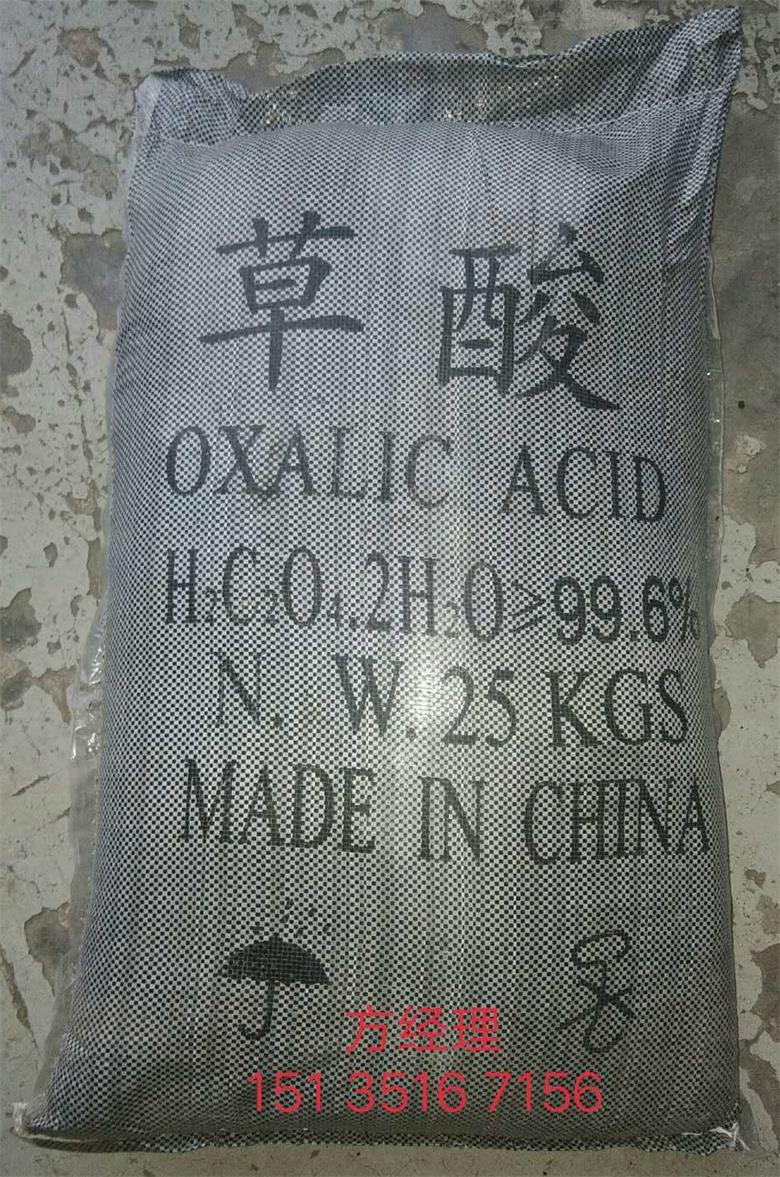 草 酸
OXALIC ACID
H₂C₂O₄.2H₂O≥99.6%
N. W. 25 KGS
MADE IN CHINA
方经理
151 3516 7156